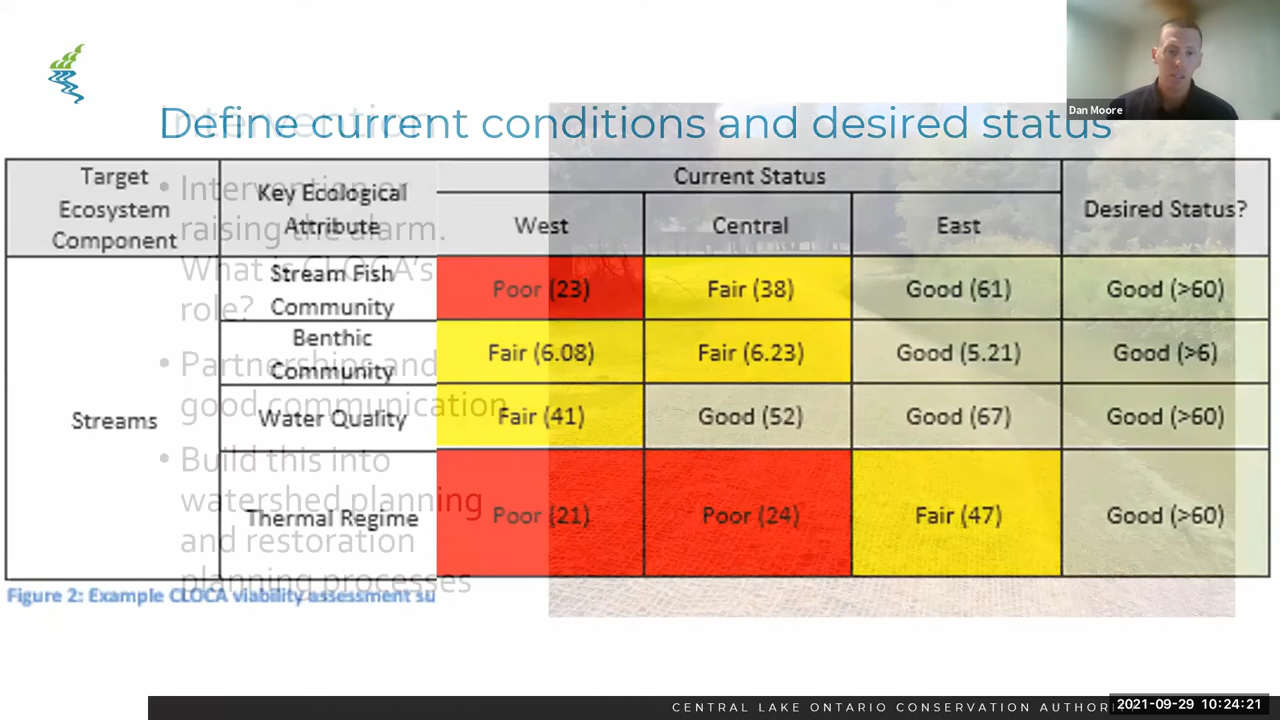 Dan Moore
Define current conditions and desired status
Intervention
Target Ecosystem Component
Key Ecological Attribute
Current Status
West
Central
East
Desired Status?
Streams
Stream Fish Community
Poor (23)
Fair (38)
Good (61)
Good (>60)
Benthic Community
Fair (6.08)
Fair (6.23)
Good (5.21)
Good (>6)
Water Quality
Fair (41)
Good (52)
Good (67)
Good (>60)
Thermal Regime
Poor (21)
Poor (24)
Fair (47)
Good (>60)
• Intervention or
raising the alarm.
What is CLOCA's
role?
• Partnerships and
good communication
• Build this into
watershed planning
and restoration
planning processes
Figure 2: Example CLOCA viability assessment su
CENTRAL LAKE ONTARIO CONSERVATION AUTHOR
2021-09-29 10:24:21